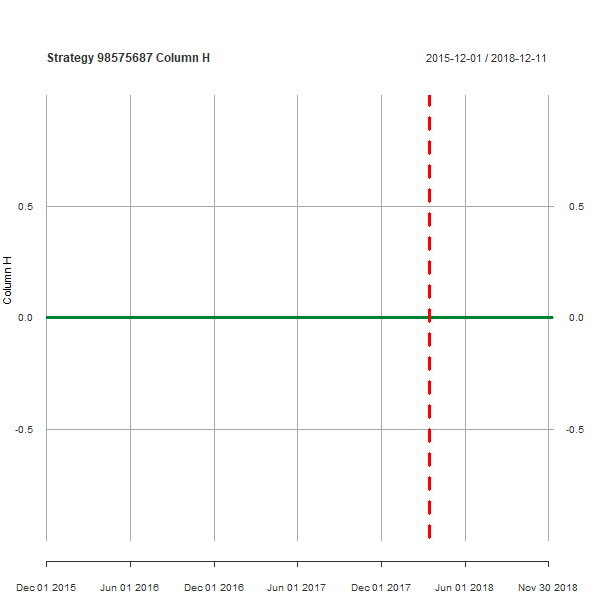 Strategy 98575687 Column H 2015-12-01 / 2018-12-11
0.5 0.5
Column H
0.0 0.0
-0.5 -0.5
Dec 01 2015 Jun 01 2016 Dec 01 2016 Jun 01 2017 Dec 01 2017 Jun 01 2018 Nov 30 2018